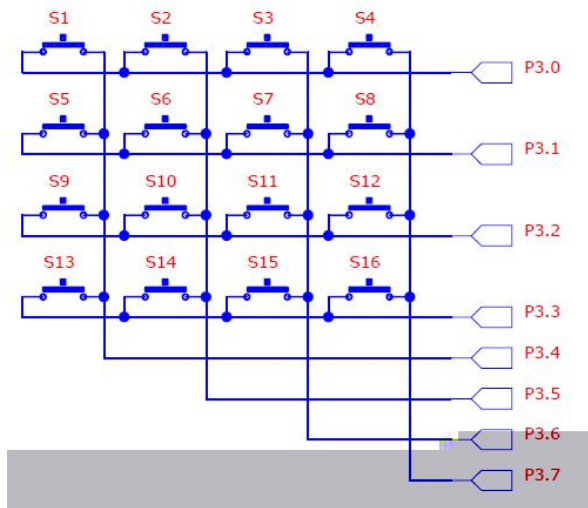 S1 S2 S3 S4
P3.0
S5 S6 S7 S8
P3.1
S9 S10 S11 S12
P3.2
S13 S14 S15 S16
P3.3
P3.4
P3.5
P3.6
P3.7